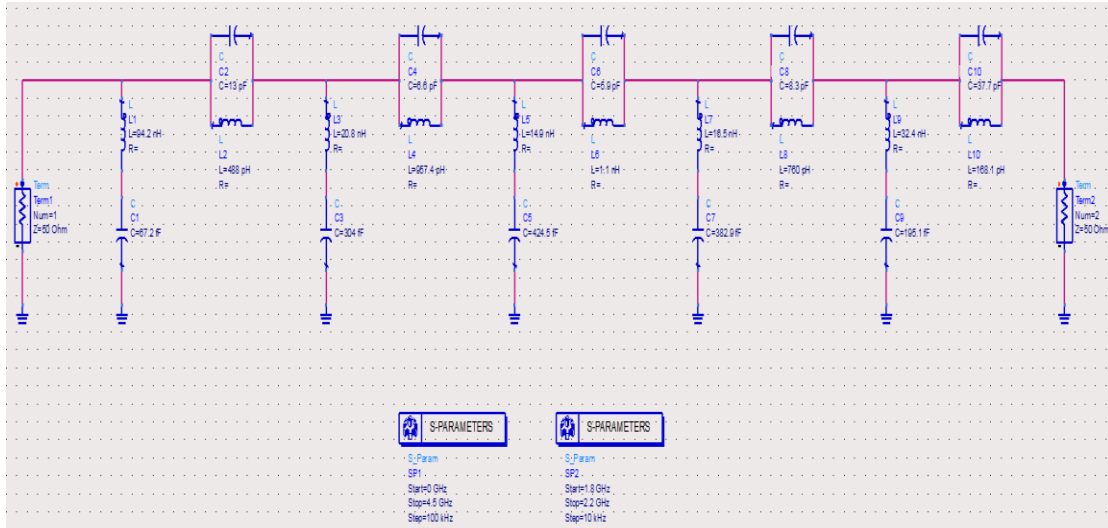 C
C2
C=13 pF
L
L2
L=488 pH
R=
C
C4
C=6.6 pF
L
L4
L=957.4 pH
R=
C
C6
C=5.9 pF
L
L6
L=1.1 nH
R=
C
C8
C=8.3 pF
L
L8
L=760 pH
R=
C
C10
C=37.7 pF
L
L10
L=168.1 pH
R=
L
L1
L=94.2 nH
R=
L
L3
L=20.8 nH
R=
L
L5
L=14.9 nH
R=
L
L7
L=16.5 nH
R=
L
L9
L=32.4 nH
R=
Term
Term1
Num=1
Z=50 Ohm
C
C1
C=67.2 fF
C
C3
C=304 fF
C
C5
C=424.5 fF
C
C7
C=382.9 fF
C
C9
C=195.1 fF
Term
Term2
Num=2
Z=50 Ohm
S-PARAMETERS
S_Param
SP1
Start=0 GHz
Stop=4.5 GHz
Step=100 kHz
S-PARAMETERS
S_Param
SP2
Start=1.8 GHz
Stop=2.2 GHz
Step=10 kHz